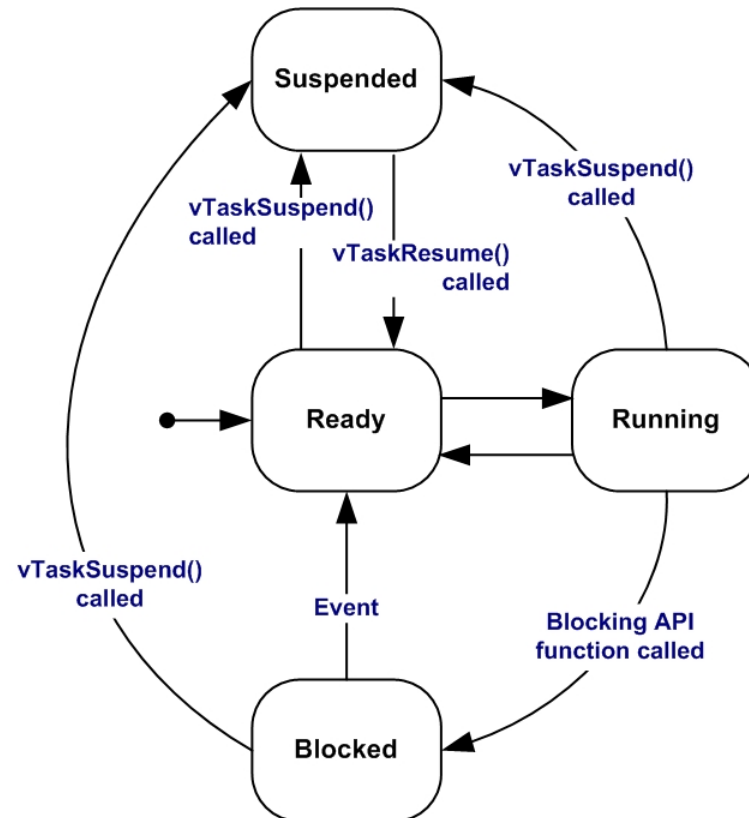 Suspended
vTaskSuspend()
called
vTaskSuspend()
called
vTaskResume()
called
Ready
Running
vTaskSuspend()
called
Event
Blocking API
function called
Blocked